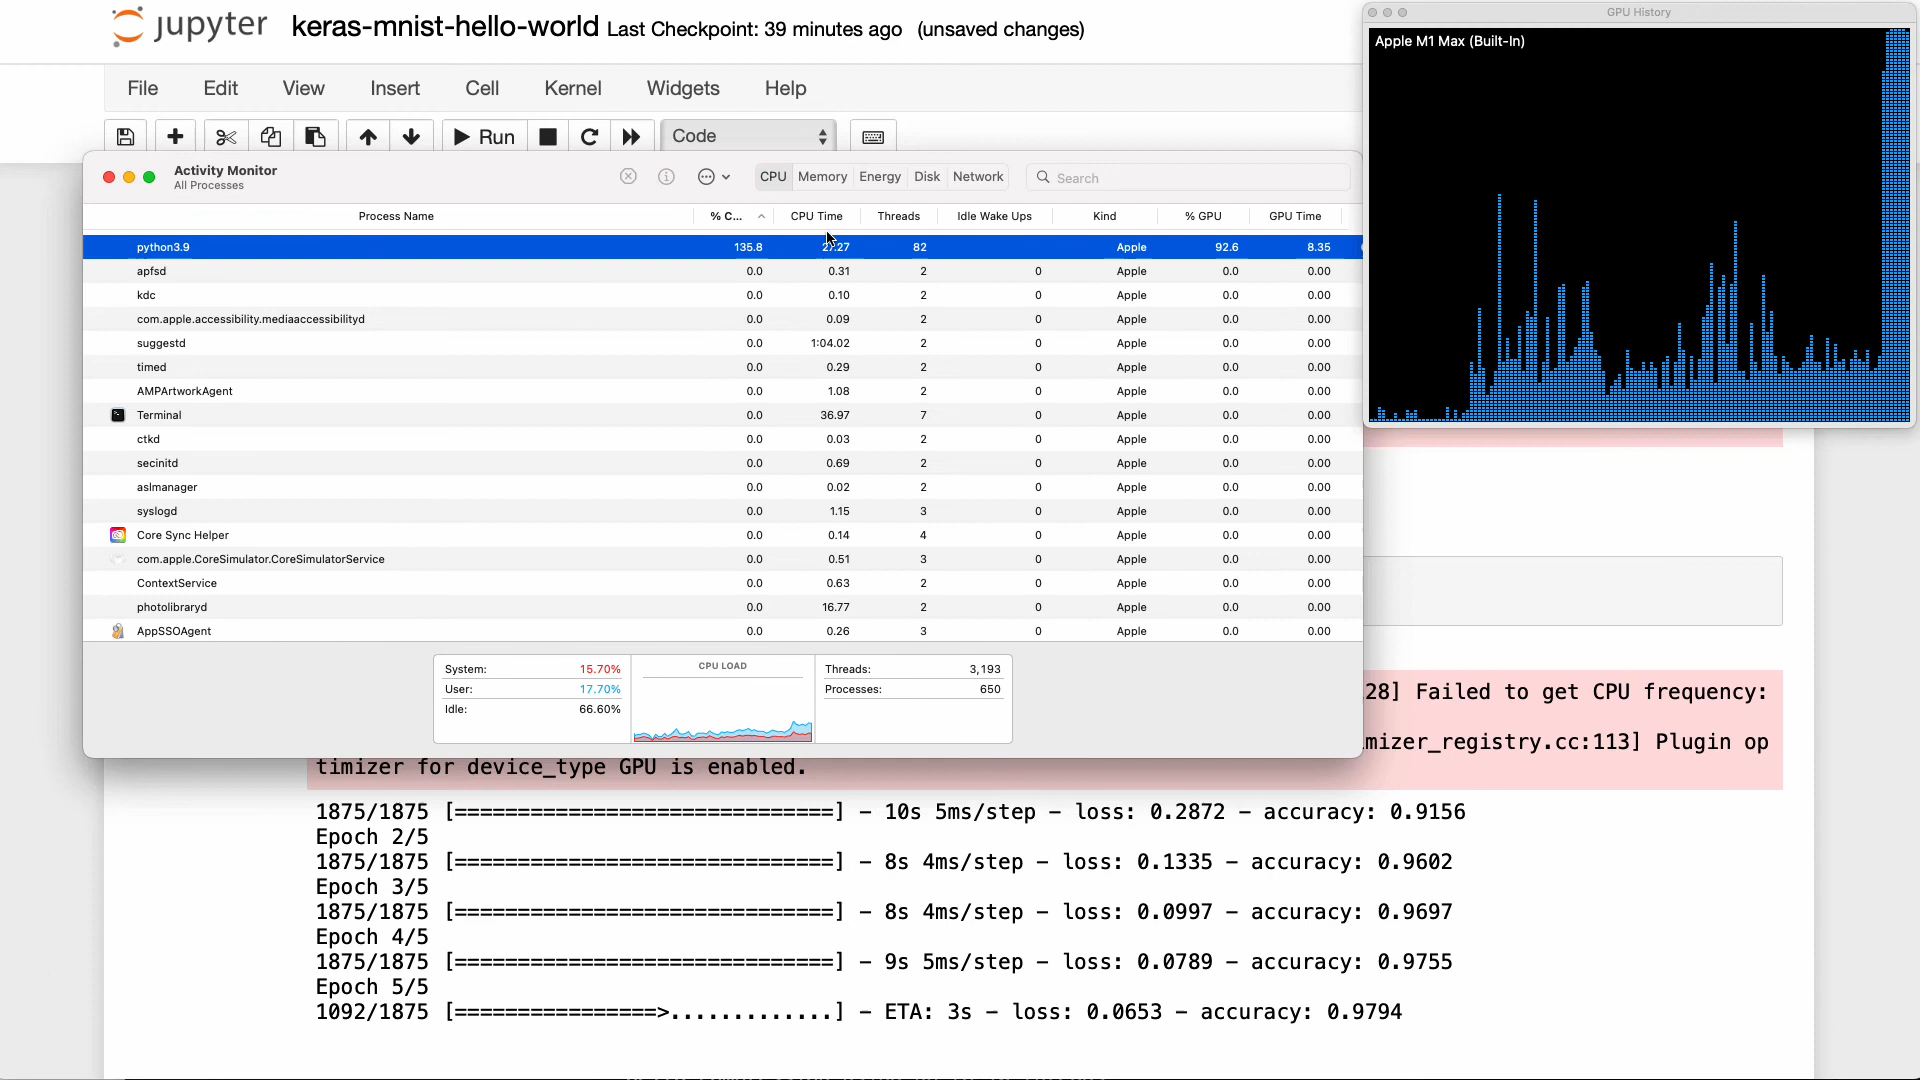 jupyter keras-mnist-hello-world Last Checkpoint: 39 minutes ago (unsaved changes)
File Edit View Insert Cell Kernel Widgets Help
Run Code
GPU History
Apple M1 Max (Built-In)
Activity Monitor
All Processes
CPU Memory Energy Disk Network Search
Process Name % C... CPU Time Threads Idle Wake Ups Kind % GPU GPU Time
python3.9 135.8 27.27 82 Apple 92.6 8.35
apfsd 0.0 0.31 2 0 Apple 0.0 0.00
kdc 0.0 0.10 2 0 Apple 0.0 0.00
com.apple.accessibility.mediaaccessibilityd 0.0 0.09 2 0 Apple 0.0 0.00
suggestd 0.0 1:04.02 2 0 Apple 0.0 0.00
timed 0.0 0.29 2 0 Apple 0.0 0.00
AMPArtworkAgent 0.0 1.08 2 0 Apple 0.0 0.00
Terminal 0.0 36.97 7 0 Apple 0.0 0.00
ctkd 0.0 0.03 2 0 Apple 0.0 0.00
secinitd 0.0 0.69 2 0 Apple 0.0 0.00
aslmanager 0.0 0.02 2 0 Apple 0.0 0.00
syslogd 0.0 1.15 3 0 Apple 0.0 0.00
Core Sync Helper 0.0 0.14 4 0 Apple 0.0 0.00
com.apple.CoreSimulator.CoreSimulatorService 0.0 0.51 3 0 Apple 0.0 0.00
ContextService 0.0 0.63 2 0 Apple 0.0 0.00
photolibraryd 0.0 16.77 2 0 Apple 0.0 0.00
AppSSOAgent 0.0 0.26 3 0 Apple 0.0 0.00
System: 15.70% CPU LOAD Threads: 3,193
User: 17.70% Processes: 650
Idle: 66.60%
28] Failed to get CPU frequency:
mizer_registry.cc:113] Plugin op
timizer for device_type GPU is enabled.
1875/1875 [==============================] - 10s 5ms/step - loss: 0.2872 - accuracy: 0.9156
Epoch 2/5
1875/1875 [==============================] - 8s 4ms/step - loss: 0.1335 - accuracy: 0.9602
Epoch 3/5
1875/1875 [==============================] - 8s 4ms/step - loss: 0.0997 - accuracy: 0.9697
Epoch 4/5
1875/1875 [==============================] - 9s 5ms/step - loss: 0.0789 - accuracy: 0.9755
Epoch 5/5
1092/1875 [================>.............] - ETA: 3s - loss: 0.0653 - accuracy: 0.9794